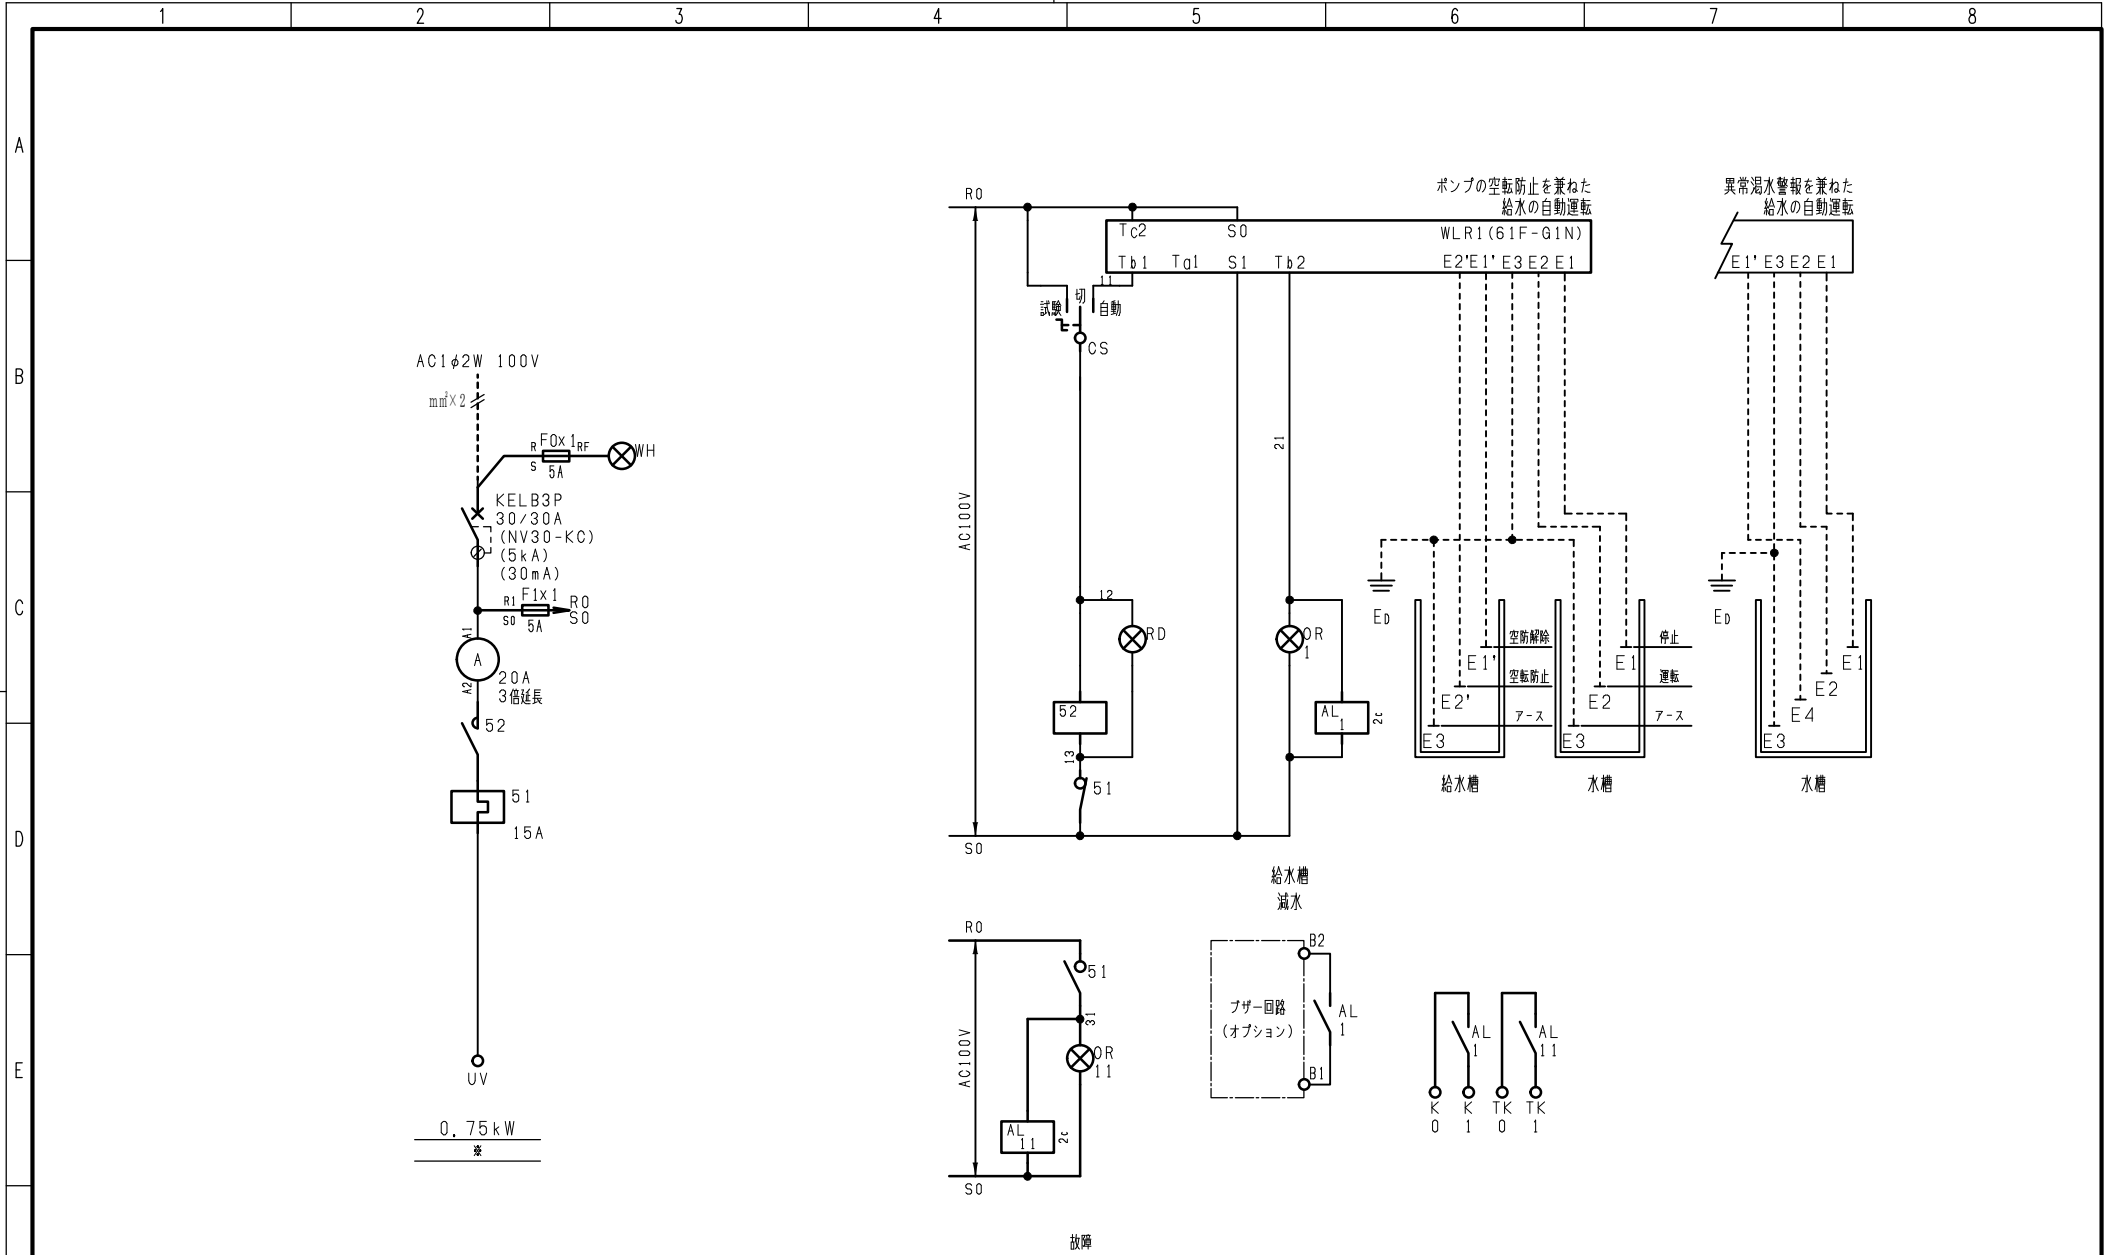 1 2 3 4 5 6 7 8
A
B
C
D
E
AC1φ2W 100V
mm²×2
R F0x1 RF
S 5A
WH
KELB3P
30/30A
(NV30-KC)
(5kA)
(30mA)
R1 F1x1 R0
S0 5A S0
A1
A
A2
20A
3倍延長
52
51
15A
UV
0.75kW
※
R0
AC100V
S0
Tc2 S0 WLR1(61F-G1N)
Tb1 Ta1 S1 Tb2 E2'E1' E3 E2 E1
11
試験 切 自動
CS
12
RD
52
13
51
21
OR
1
AL
1
2c
給水槽
減水
ポンプの空転防止を兼ねた
給水の自動運転
ED
空防解除
E1'
空転防止
E2'
アース
E3
給水槽
停止
E1
運転
E2
アース
E3
水槽
異常渇水警報を兼ねた
給水の自動運転
E1' E3 E2 E1
ED
E1
E2
E4
E3
水槽
R0
AC100V
S0
51
31
OR
11
AL
11
2c
故障
B2
ブザー回路
(オプション)
B1
AL
1
AL
1
AL
11
K K TK TK
0 1 0 1